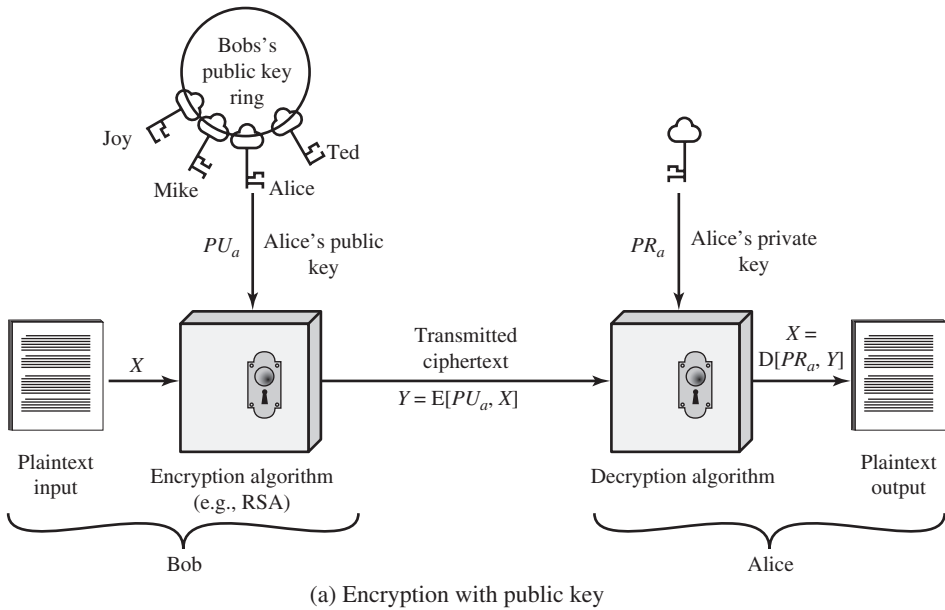 Bobs's
public key
ring
Joy
Mike
Alice
Ted
PUₐ
Alice's public
key
PRₐ
Alice's private
key
X
Transmitted
ciphertext
Y = E[PUₐ, X]
X =
D[PRₐ, Y]
Plaintext
input
Encryption algorithm
(e.g., RSA)
Decryption algorithm
Plaintext
output
Bob
Alice
(a) Encryption with public key